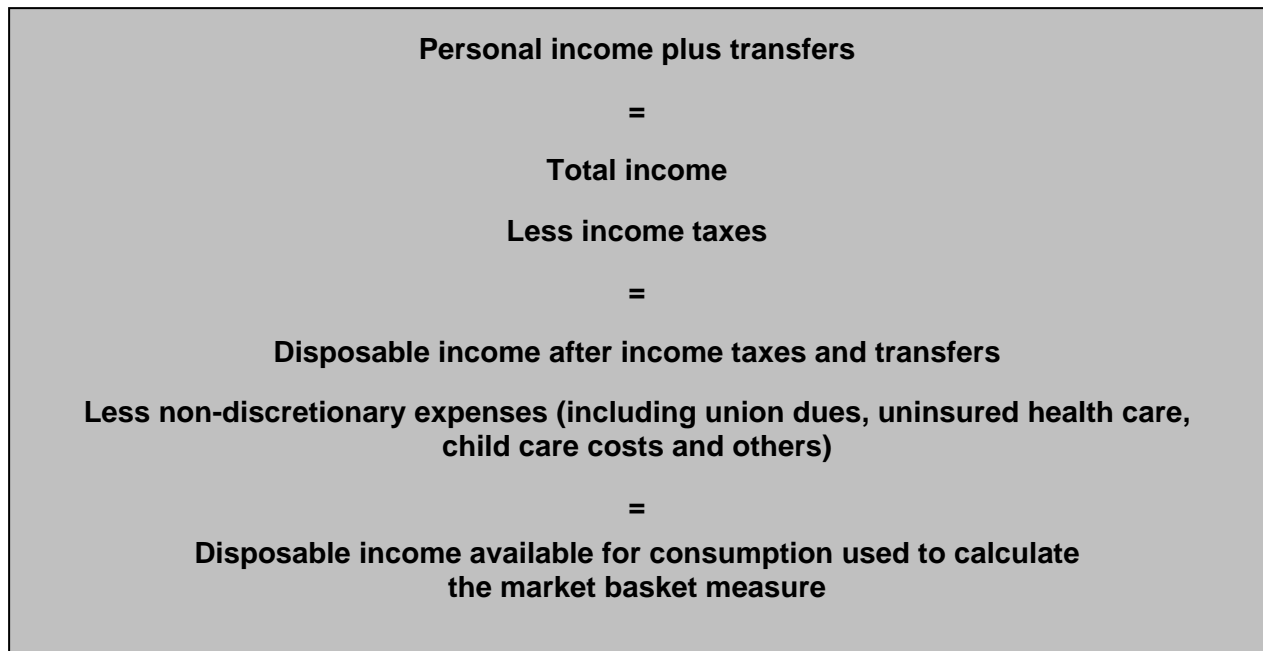 Personal income plus transfers
=
Total income
Less income taxes
=
Disposable income after income taxes and transfers
Less non-discretionary expenses (including union dues, uninsured health care,
child care costs and others)
=
Disposable income available for consumption used to calculate
the market basket measure